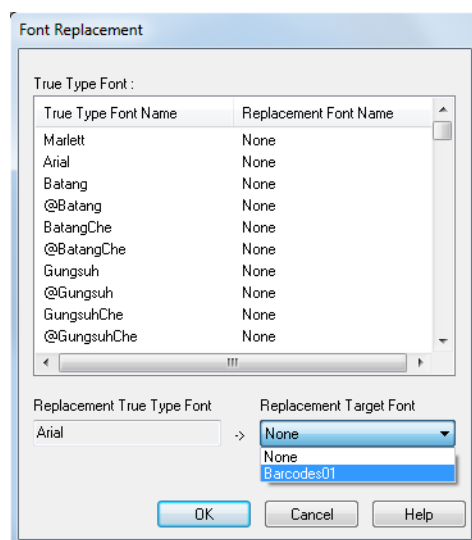 Font Replacement
True Type Font :
True Type Font Name Replacement Font Name
Marlett None
Arial None
Batang None
@Batang None
BatangChe None
@BatangChe None
Gungsuh None
@Gungsuh None
GungsuhChe None
@GungsuhChe None
Replacement True Type Font Replacement Target Font
Arial -> None
None
Barcodes01
OK Cancel Help